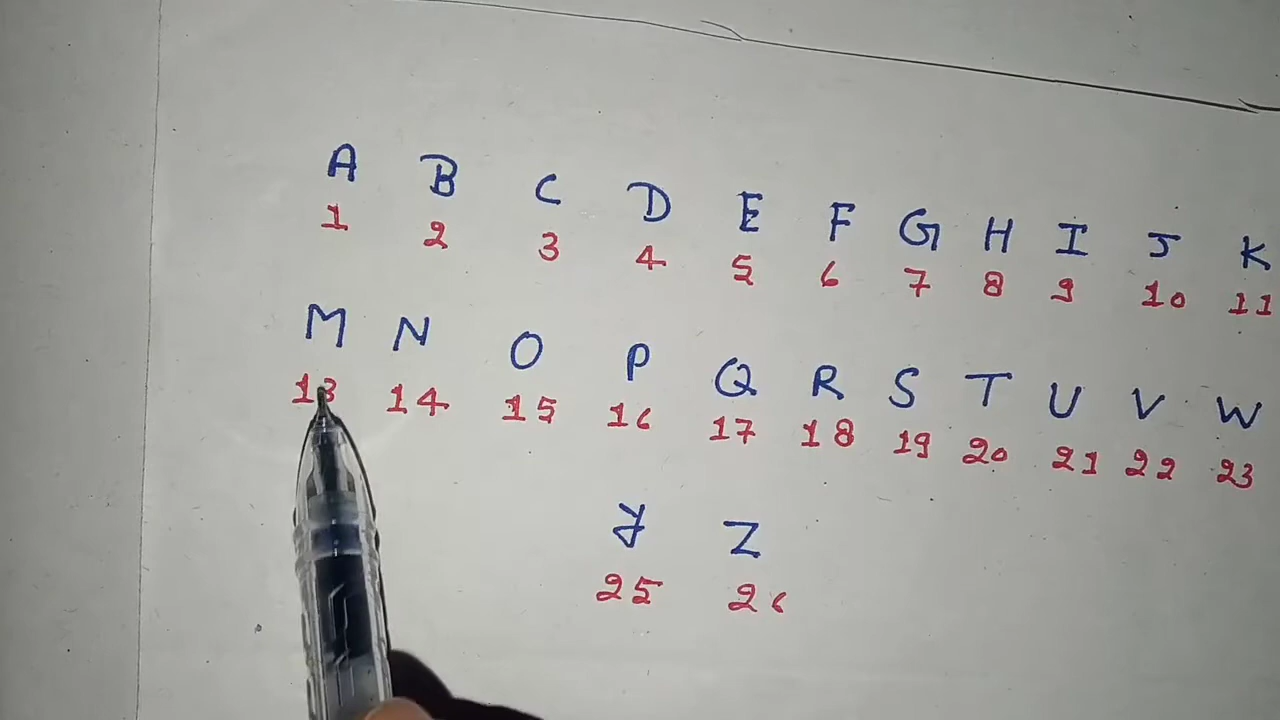 A B C D E F G H I J K
1 2 3 4 5 6 7 8 9 10 11
M N O P Q R S T U V W
13 14 15 16 17 18 19 20 21 22 23
Y Z
25 26